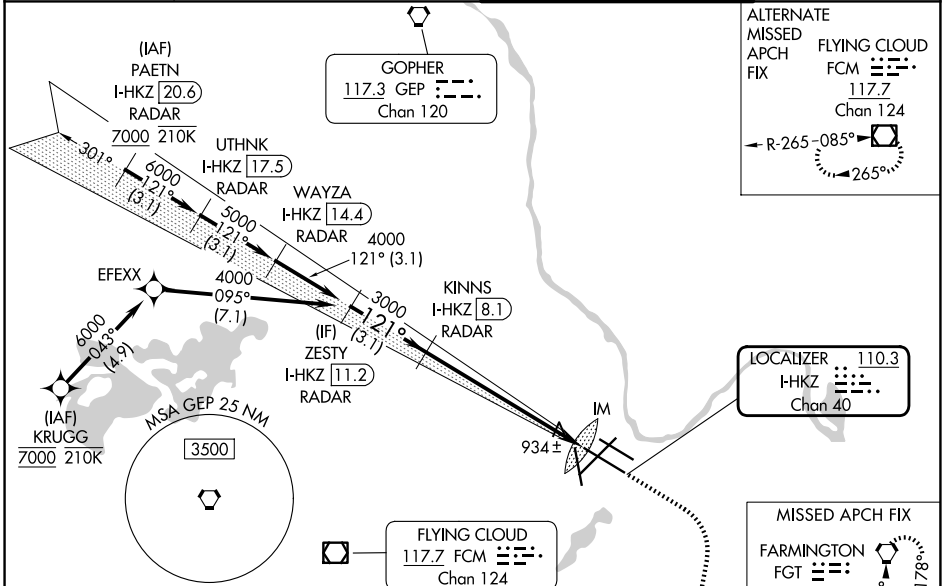 (IAF)
PAETN
I-HKZ 20.6
RADAR
7000 210K
301°
6000
121°
(3.1)
UTHNK
I-HKZ 17.5
RADAR
5000
121°
(3.1)
WAYZA
I-HKZ 14.4
RADAR
4000
121° (3.1)
EFEXX
4000
095°
(7.1)
6000
043°
(4.9)
(IAF)
KRUGG
7000 210K
(IF)
ZESTY
I-HKZ 11.2
RADAR
3000
121°
(3.1)
KINNS
I-HKZ 8.1
RADAR
GOPHER
117.3 GEP
Chan 120
ALTERNATE
MISSED
APCH
FIX
FLYING CLOUD
FCM
117.7
Chan 124
R-265 085°
265°
LOCALIZER 110.3
I-HKZ
Chan 40
IM
934±
MSA GEP 25 NM
3500
FLYING CLOUD
117.7 FCM
Chan 124
MISSED APCH FIX
FARMINGTON
FGT
178°